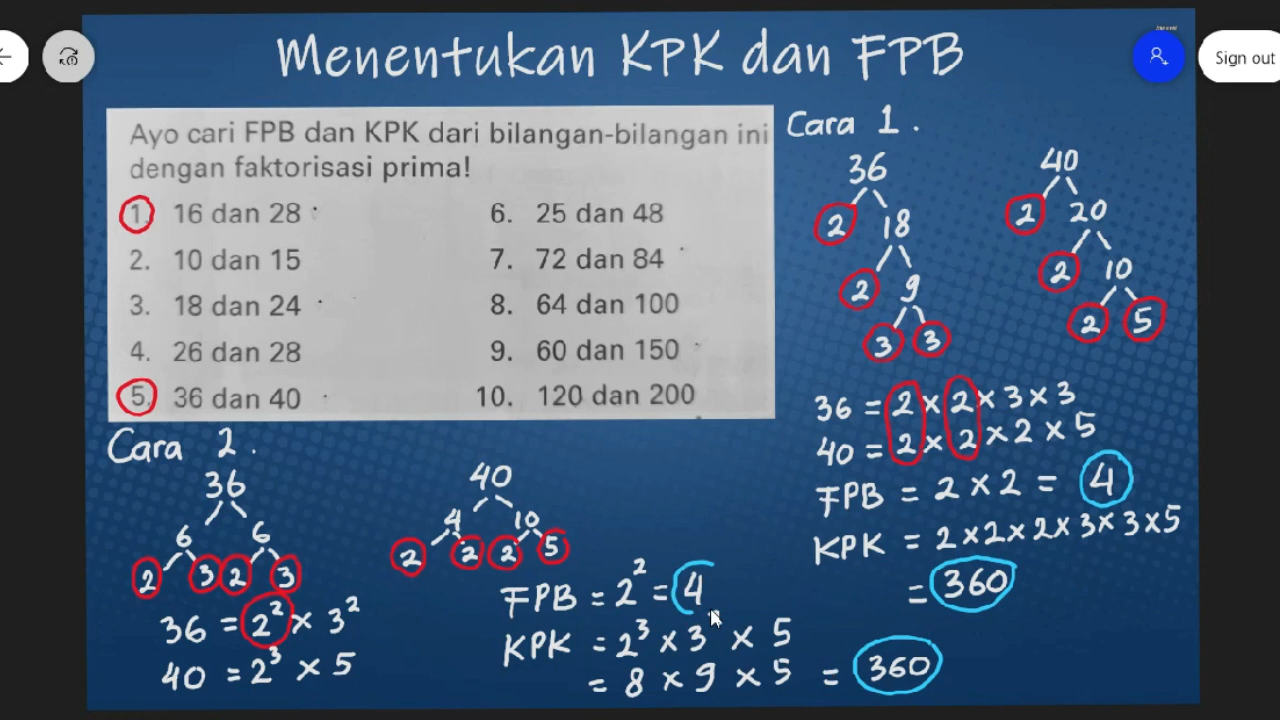 Menentukan KPK dan FPB
Sign out
Ayo cari FPB dan KPK dari bilangan-bilangan ini
dengan faktorisasi prima!
1. 16 dan 28
2. 10 dan 15
3. 18 dan 24
4. 26 dan 28
5. 36 dan 40
6. 25 dan 48
7. 72 dan 84
8. 64 dan 100
9. 60 dan 150
10. 120 dan 200
Cara 1.
36
2 18
2 9
3 3
40
2 20
2 10
2 5
36 = 2 × 2 × 3 × 3
40 = 2 × 2 × 2 × 5
FPB = 2 × 2 = 4
KPK = 2×2×2×3×3×5
= 360
Cara 2.
36
6 6
2 3 2 3
36 = 2² × 3²
40 = 2³ × 5
40
4 10
2 2 2 5
FPB = 2² = 4
KPK = 2³ × 3 × 5
= 8 × 9 × 5 = 360